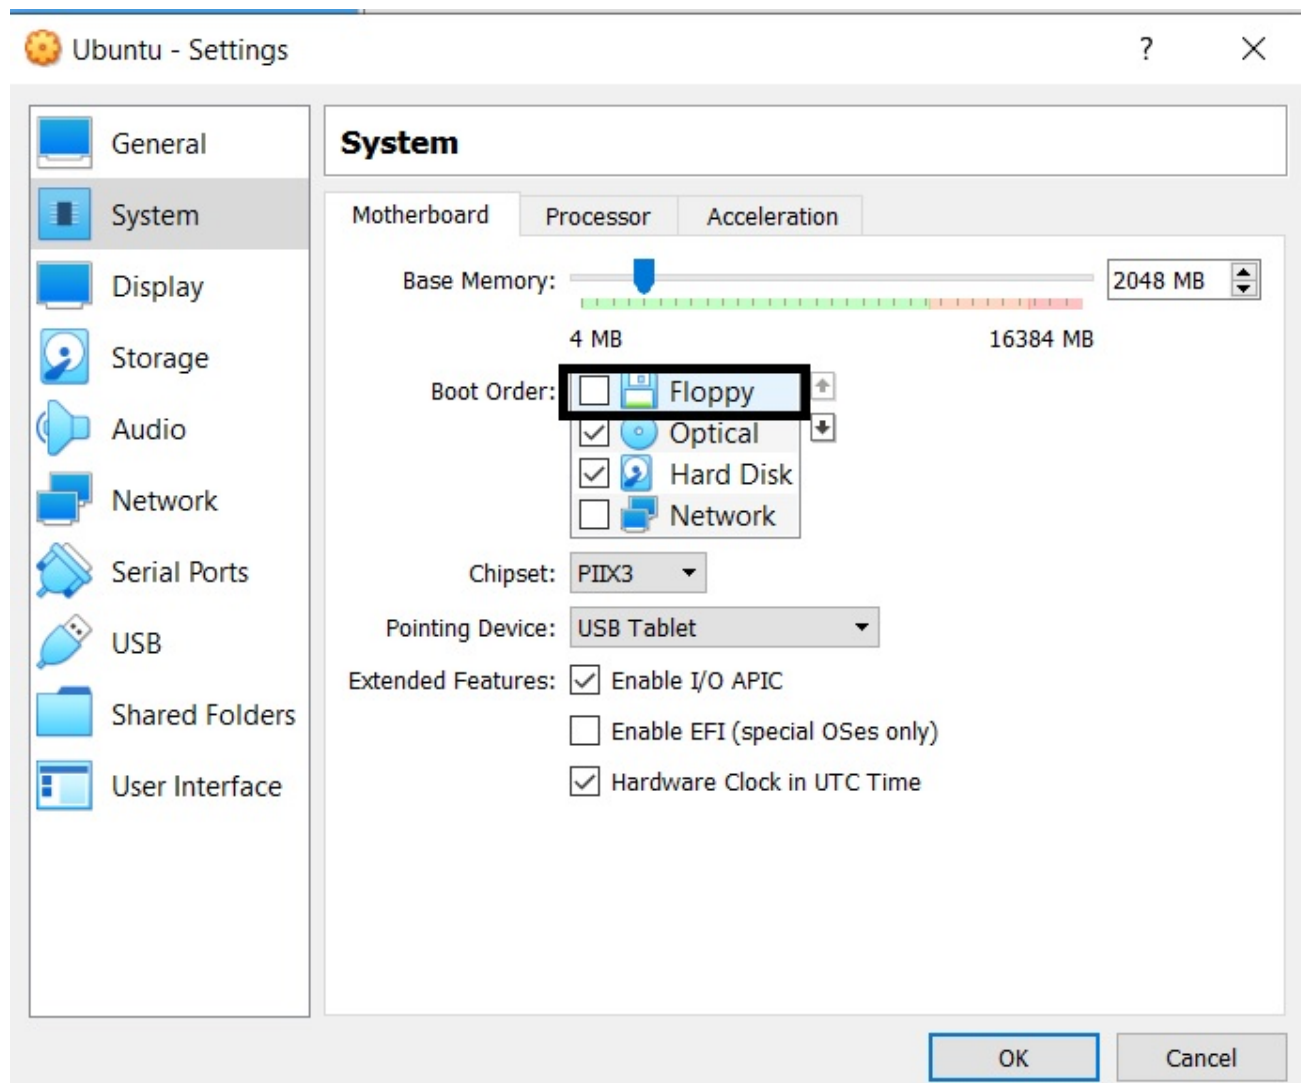 Ubuntu - Settings
?
General
System
Display
Storage
Audio
Network
Serial Ports
USB
Shared Folders
User Interface
System
Motherboard
Processor
Acceleration
Base Memory:
2048 MB
4 MB
16384 MB
Boot Order:
Floppy
Optical
Hard Disk
Network
Chipset:
PIIX3
Pointing Device:
USB Tablet
Extended Features:
Enable I/O APIC
Enable EFI (special OSes only)
Hardware Clock in UTC Time
OK
Cancel